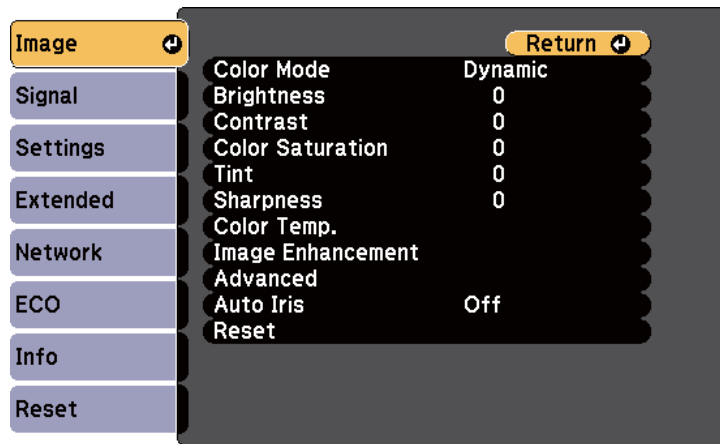 Image
Signal
Settings
Extended
Network
ECO
Info
Reset
Return
Color Mode Dynamic
Brightness 0
Contrast 0
Color Saturation 0
Tint 0
Sharpness 0
Color Temp.
Image Enhancement
Advanced
Auto Iris Off
Reset